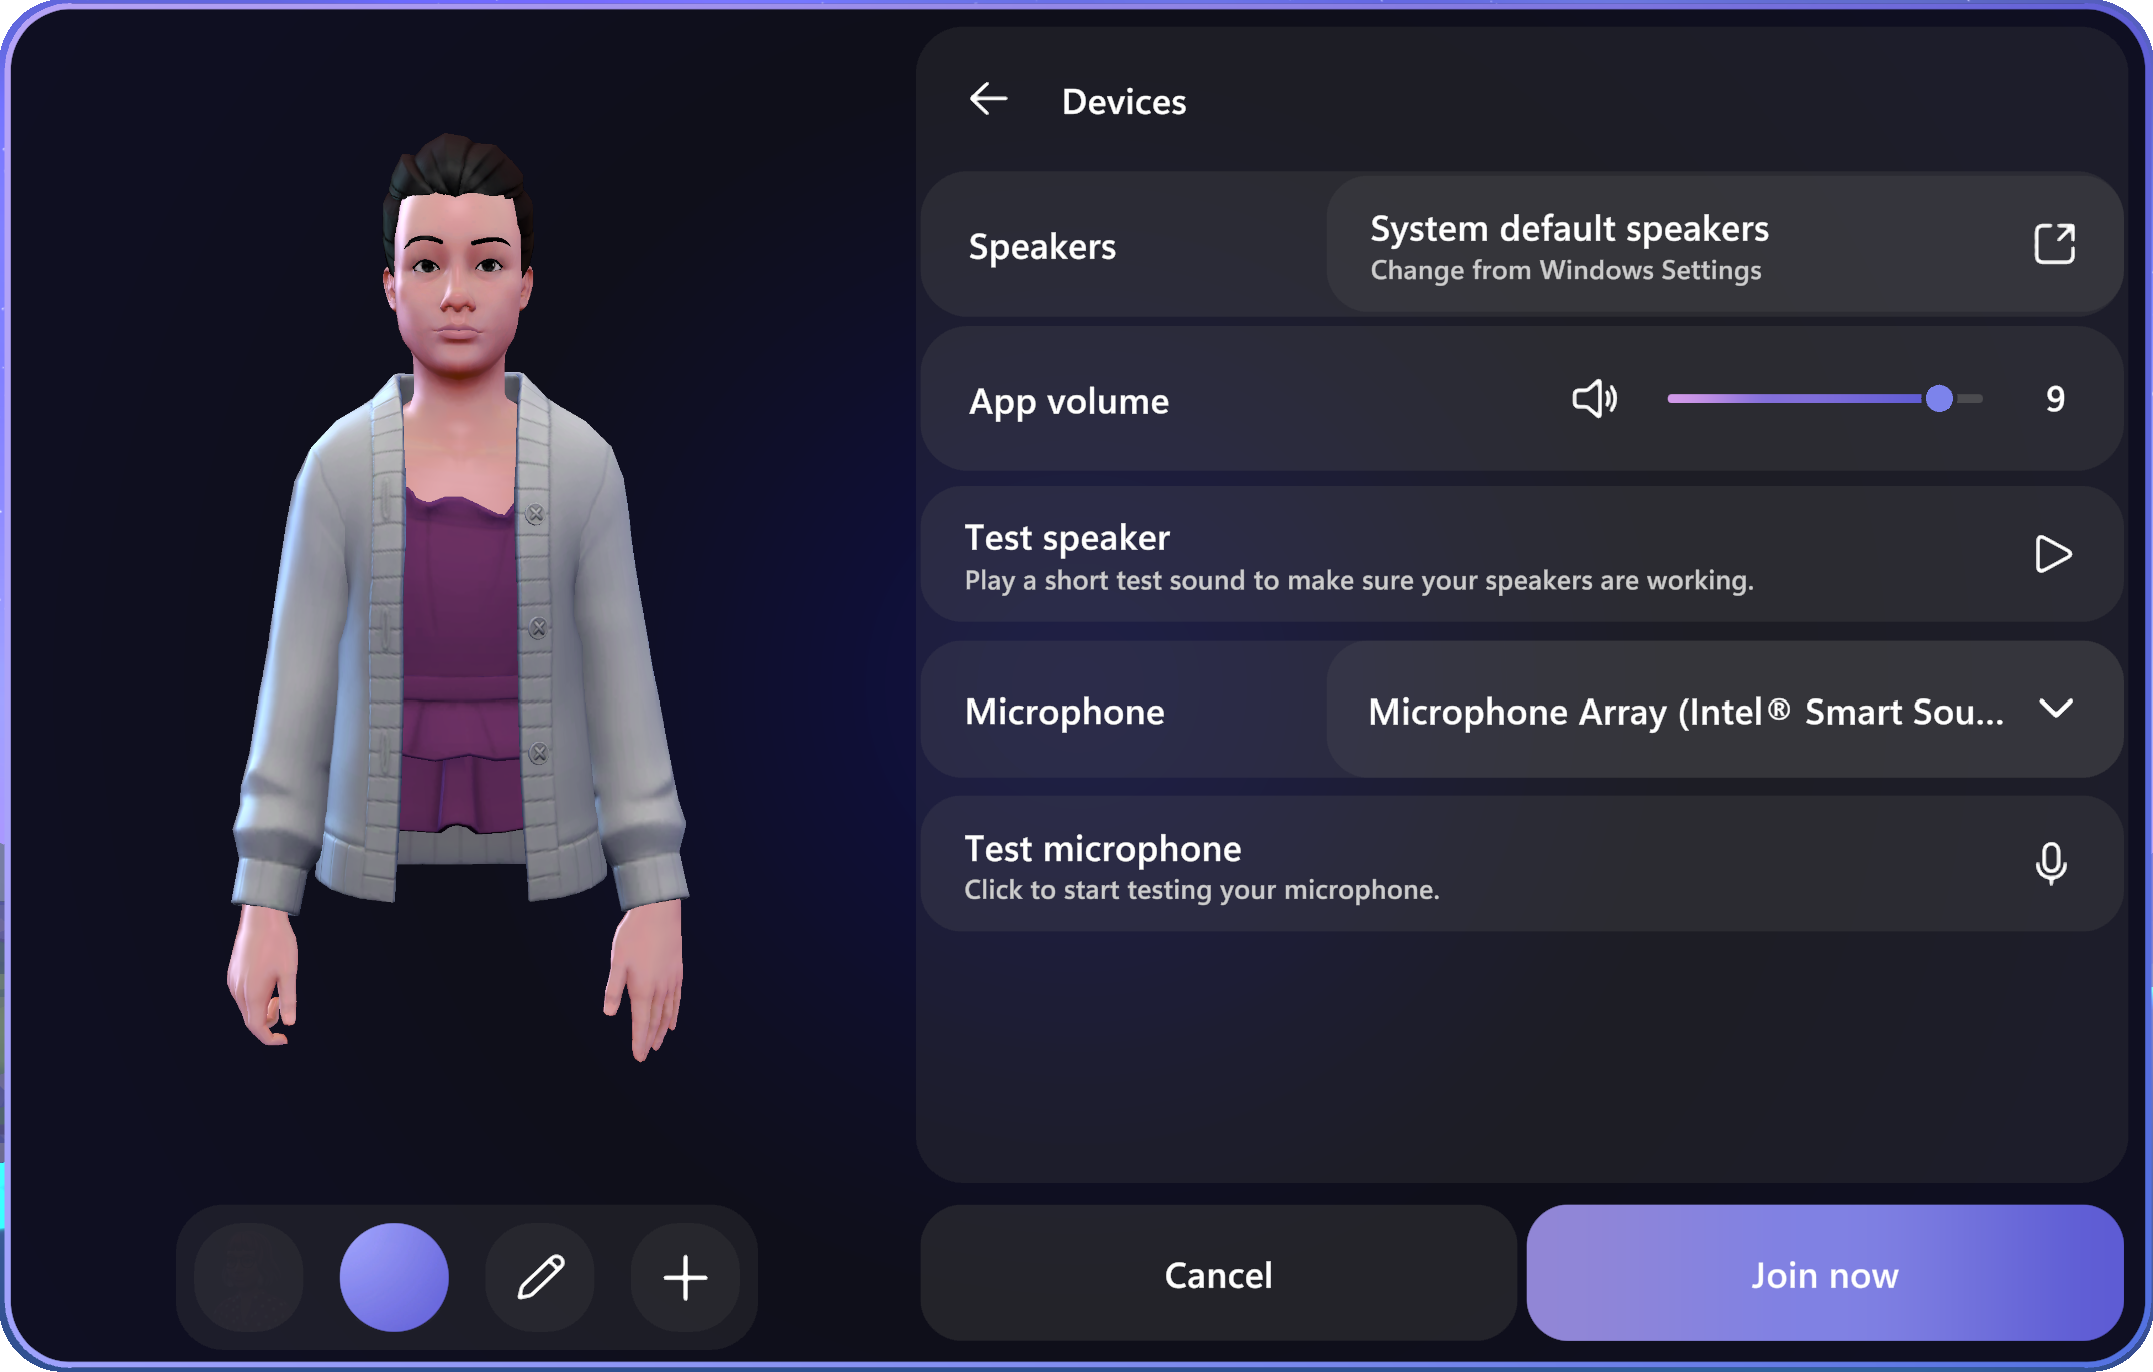 Devices
Speakers
System default speakers
Change from Windows Settings
App volume
9
Test speaker
Play a short test sound to make sure your speakers are working.
Microphone
Microphone Array (Intel® Smart Sou...
Test microphone
Click to start testing your microphone.
Cancel
Join now